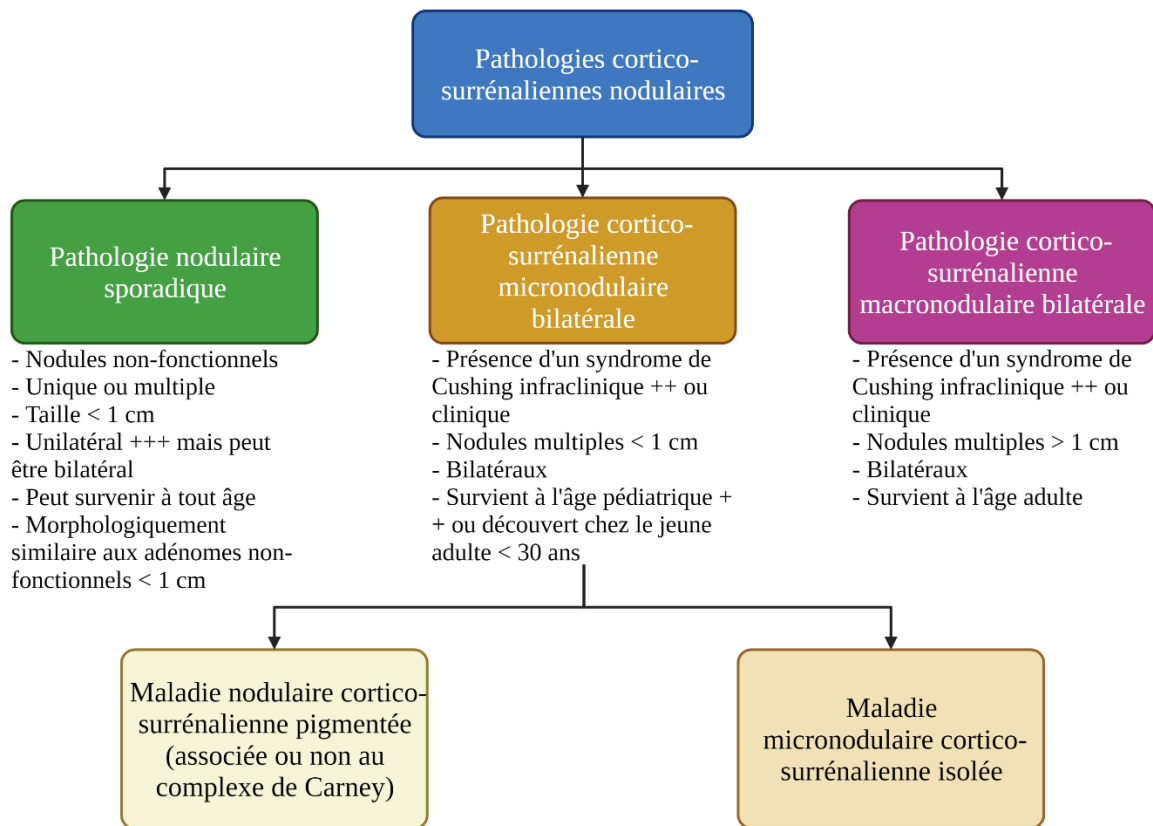 Pathologies cortico-
surrénaliennes nodulaires
Pathologie nodulaire
sporadique
- Nodules non-fonctionnels
- Unique ou multiple
- Taille < 1 cm
- Unilatéral +++ mais peut
être bilatéral
- Peut survenir à tout âge
- Morphologiquement
similaire aux adénomes non-
fonctionnels < 1 cm
Pathologie cortico-
surrénalienne
micronodulaire
bilatérale
- Présence d'un syndrome de
Cushing infraclinique ++ ou
clinique
- Nodules multiples < 1 cm
- Bilatéraux
- Survient à l'âge pédiatrique +
+ ou découvert chez le jeune
adulte < 30 ans
Pathologie cortico-
surrénalienne
macronodulaire bilatérale
- Présence d'un syndrome de
Cushing infraclinique ++ ou
clinique
- Nodules multiples > 1 cm
- Bilatéraux
- Survient à l'âge adulte
Maladie nodulaire cortico-
surrénalienne pigmentée
(associée ou non au
complexe de Carney)
Maladie
micronodulaire cortico-
surrénalienne isolée